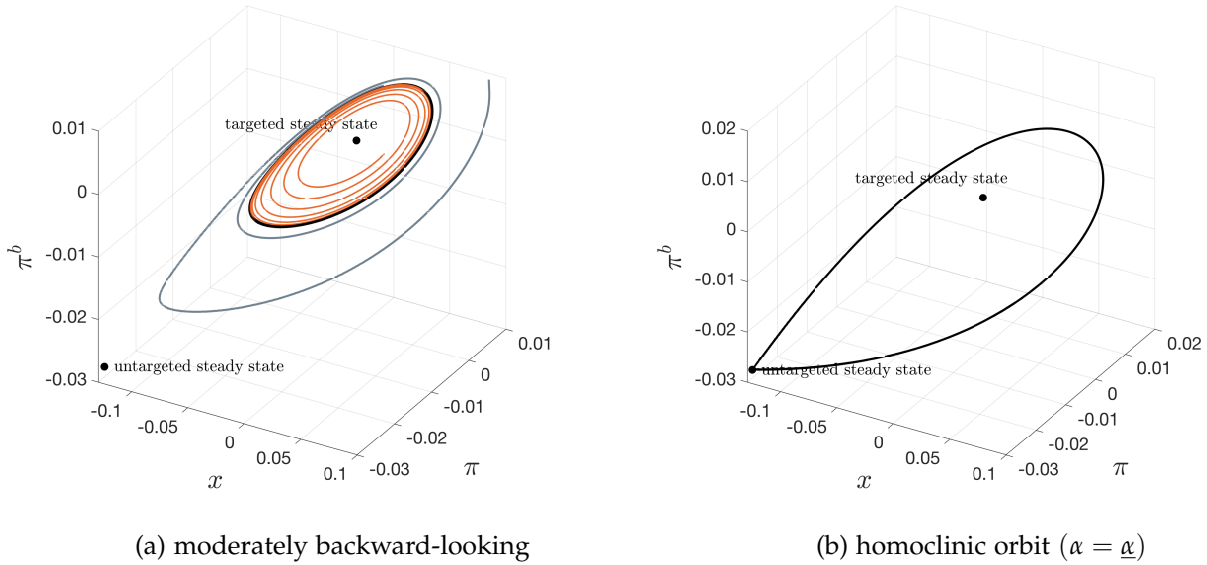 targeted steady state
0.01
0
-0.01
-0.02
-0.03
π^b
untargeted steady state
-0.1
-0.05
0
0.05
0.1
x
-0.03
-0.02
-0.01
0
0.01
π
(a) moderately backward-looking
targeted steady state
0.02
0.01
0
-0.01
-0.02
-0.03
π^b
untargeted steady state
-0.1
-0.05
0
0.05
0.1
x
-0.03
-0.02
-0.01
0
0.01
0.02
π
(b) homoclinic orbit (α = α̲)